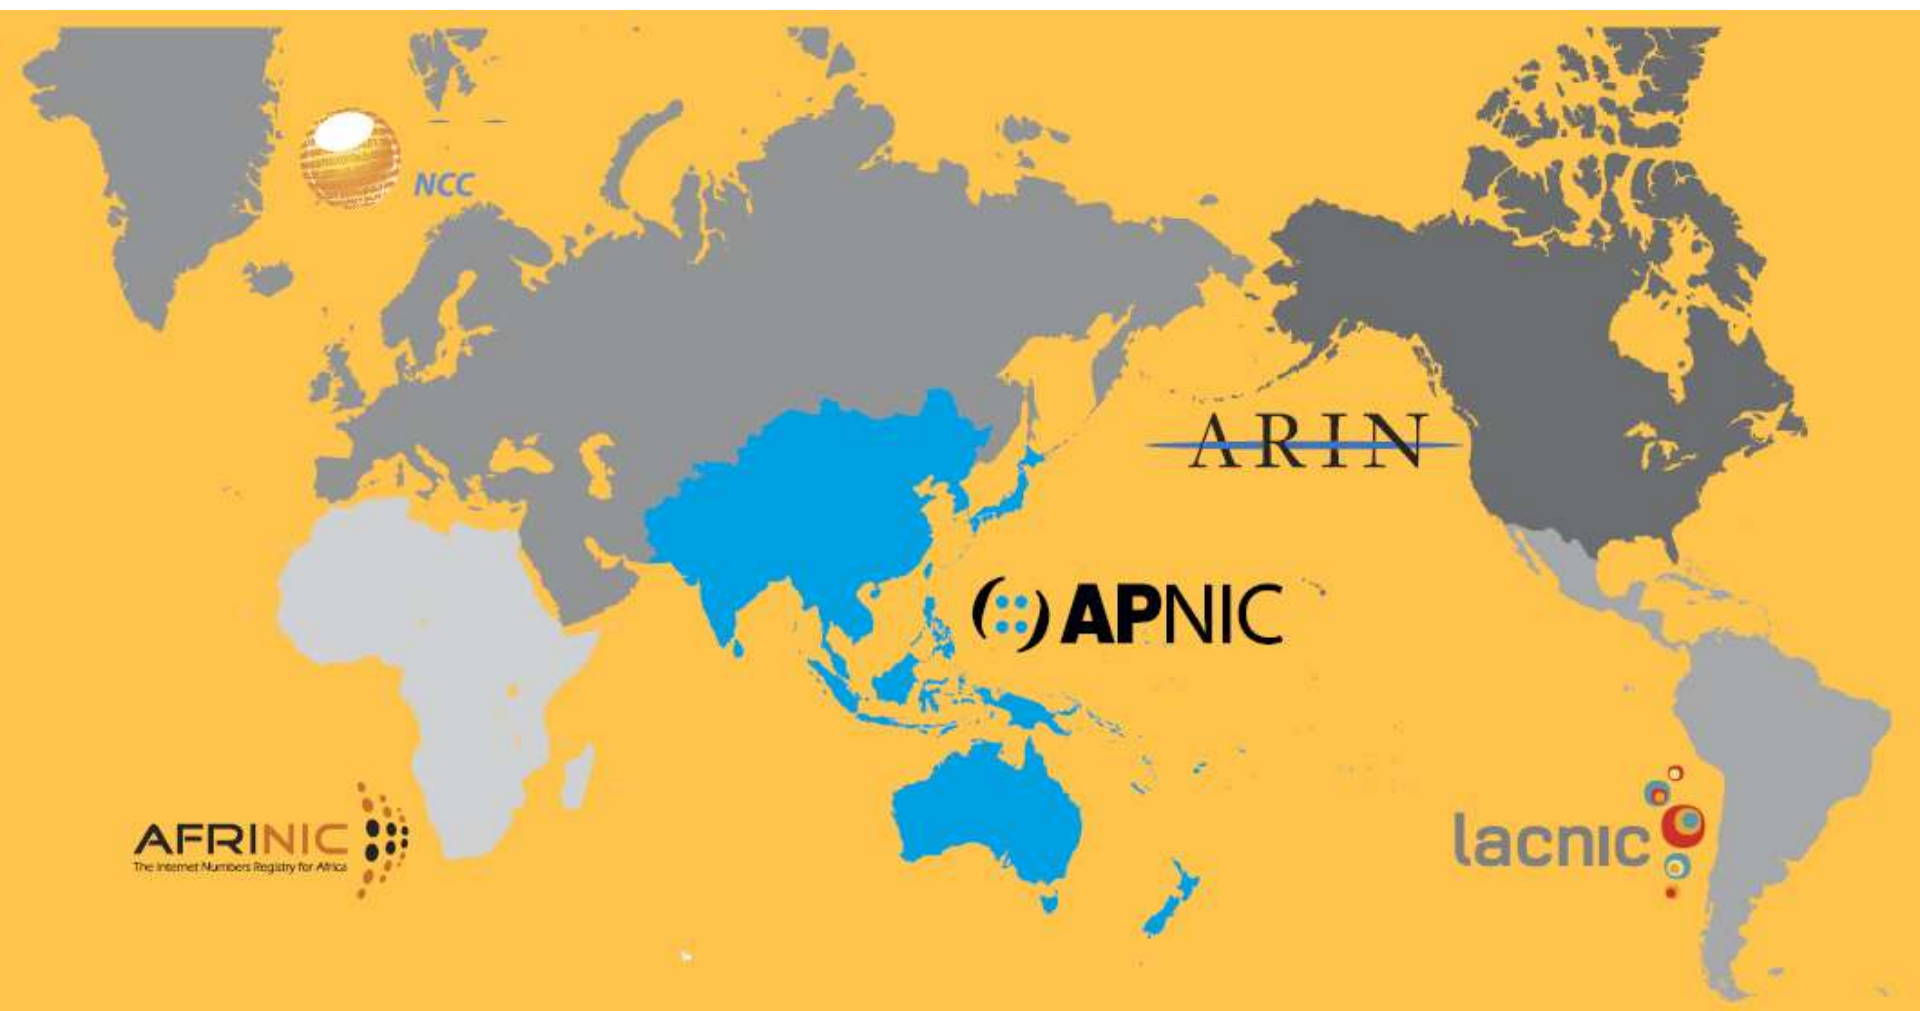 NCC
ARIN
APNIC
AFRINIC
The Internet Numbers Registry for Africa
lacnic